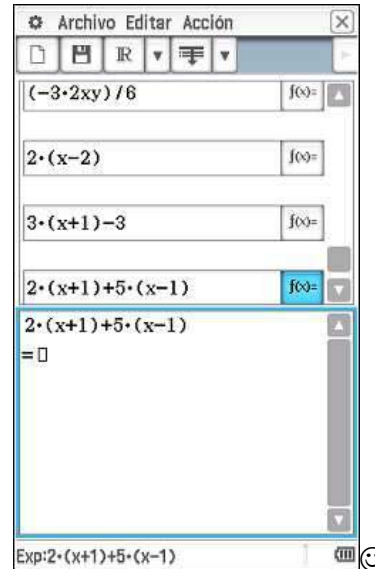 Archivo Editar Acción
ℝ
(-3·2xy)/6 f(x)=
2·(x-2) f(x)=
3·(x+1)-3 f(x)=
2·(x+1)+5·(x-1) f(x)=
2·(x+1)+5·(x-1)
=▯
Exp:2·(x+1)+5·(x-1)